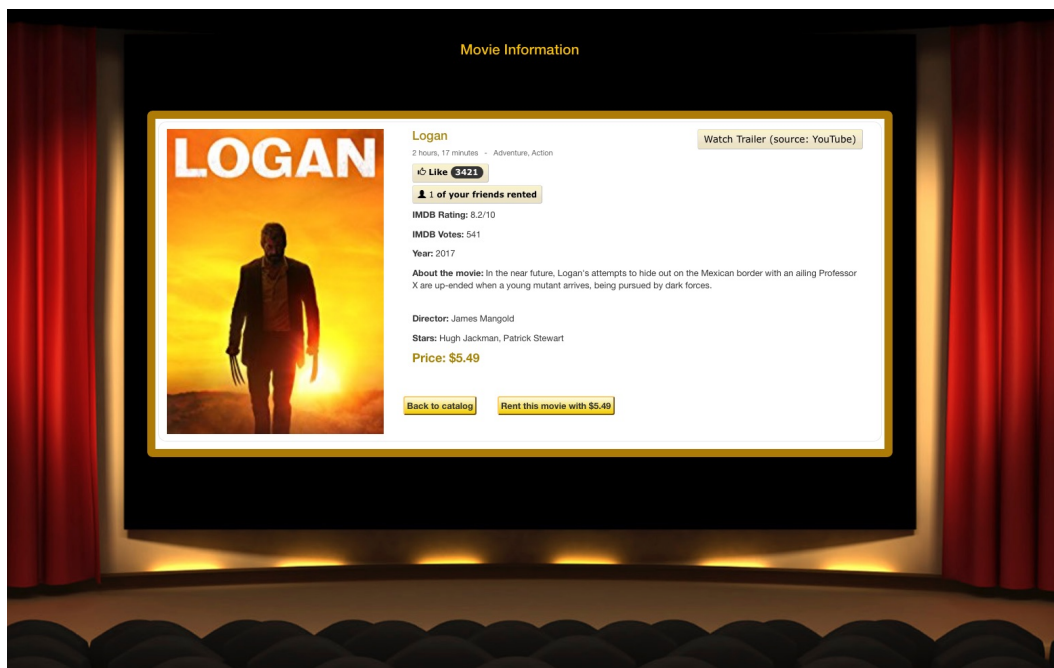 Movie Information
LOGAN
Logan
Watch Trailer (source: YouTube)
2 hours, 17 minutes - Adventure, Action
Like 3421
1 of your friends rented
IMDB Rating: 8.2/10
IMDB Votes: 541
Year: 2017
About the movie: In the near future, Logan's attempts to hide out on the Mexican border with an ailing Professor
X are up-ended when a young mutant arrives, being pursued by dark forces.
Director: James Mangold
Stars: Hugh Jackman, Patrick Stewart
Price: $5.49
Back to catalog
Rent this movie with $5.49